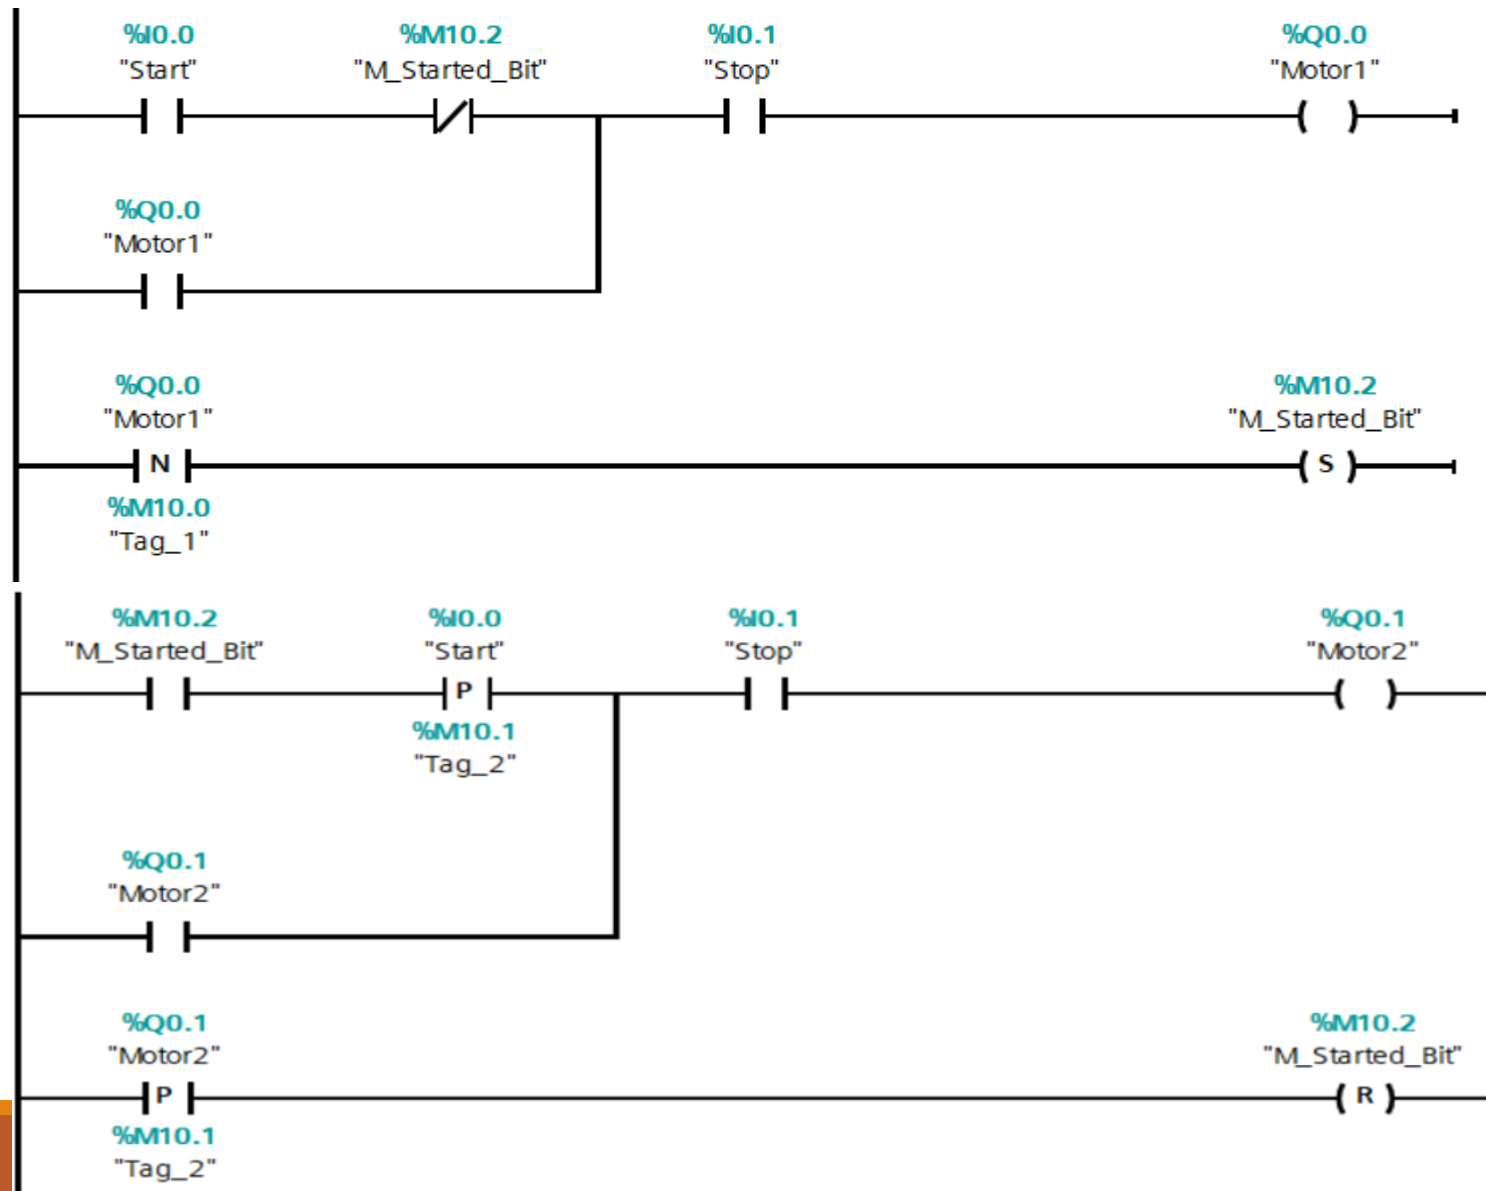 %I0.0 %M10.2 %I0.1 %Q0.0
"Start" "M_Started_Bit" "Stop" "Motor1"
%Q0.0
"Motor1"
%Q0.0 %M10.2
"Motor1" "M_Started_Bit"
N S
%M10.0
"Tag_1"
%M10.2 %I0.0 %I0.1 %Q0.1
"M_Started_Bit" "Start" "Stop" "Motor2"
P
%M10.1
"Tag_2"
%Q0.1
"Motor2"
%Q0.1 %M10.2
"Motor2" "M_Started_Bit"
P R
%M10.1
"Tag_2"